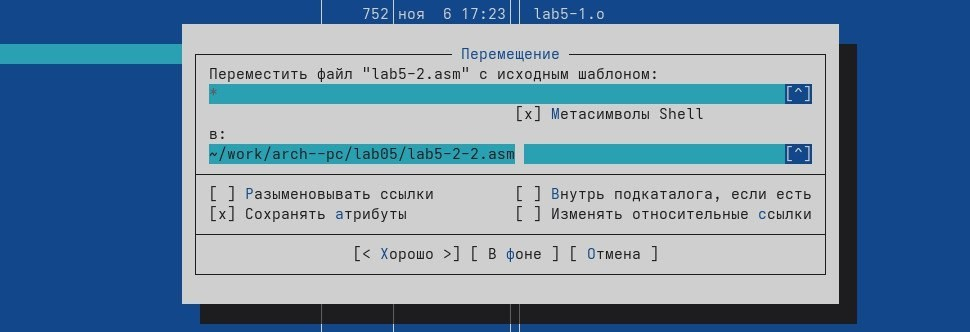 752 ноя  6 17:23 lab5-1.o
Перемещение
Переместить файл "lab5-2.asm" с исходным шаблоном:
* [^]
[x] Метасимволы Shell
в:
~/work/arch--pc/lab05/lab5-2-2.asm [^]
[ ] Разыменовывать ссылки [ ] Внутрь подкаталога, если есть
[x] Сохранять атрибуты [ ] Изменять относительные ссылки
[< Хорошо >] [ В фоне ] [ Отмена ]